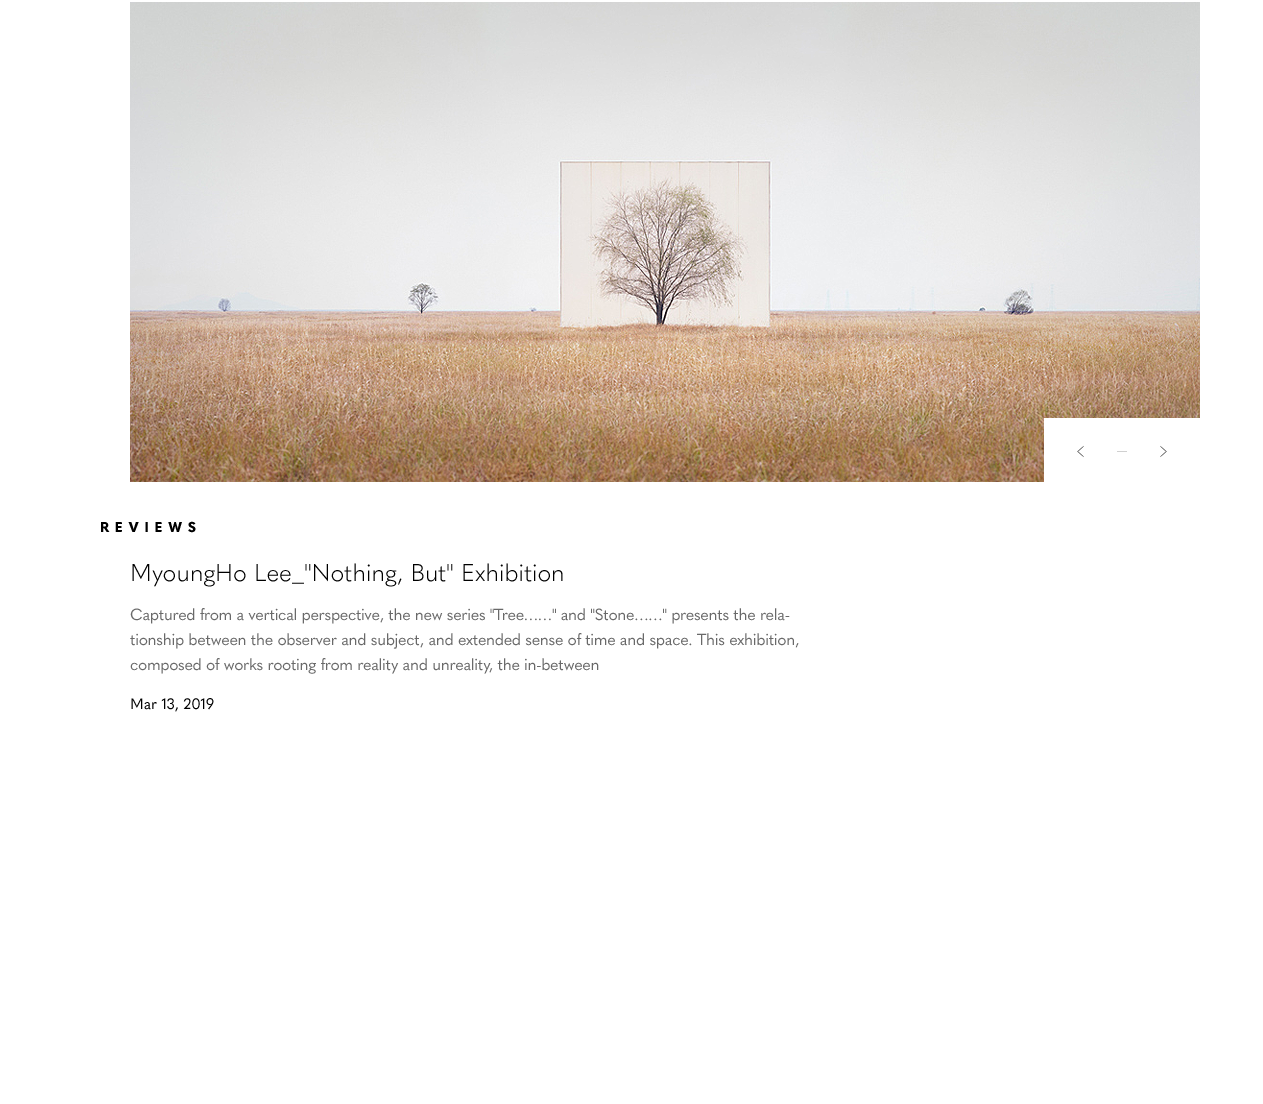 REVIEWS
MyoungHo Lee_"Nothing, But" Exhibition
Captured from a vertical perspective, the new series "Tree……" and "Stone……" presents the rela-
tionship between the observer and subject, and extended sense of time and space. This exhibition,
composed of works rooting from reality and unreality, the in-between
Mar 13, 2019